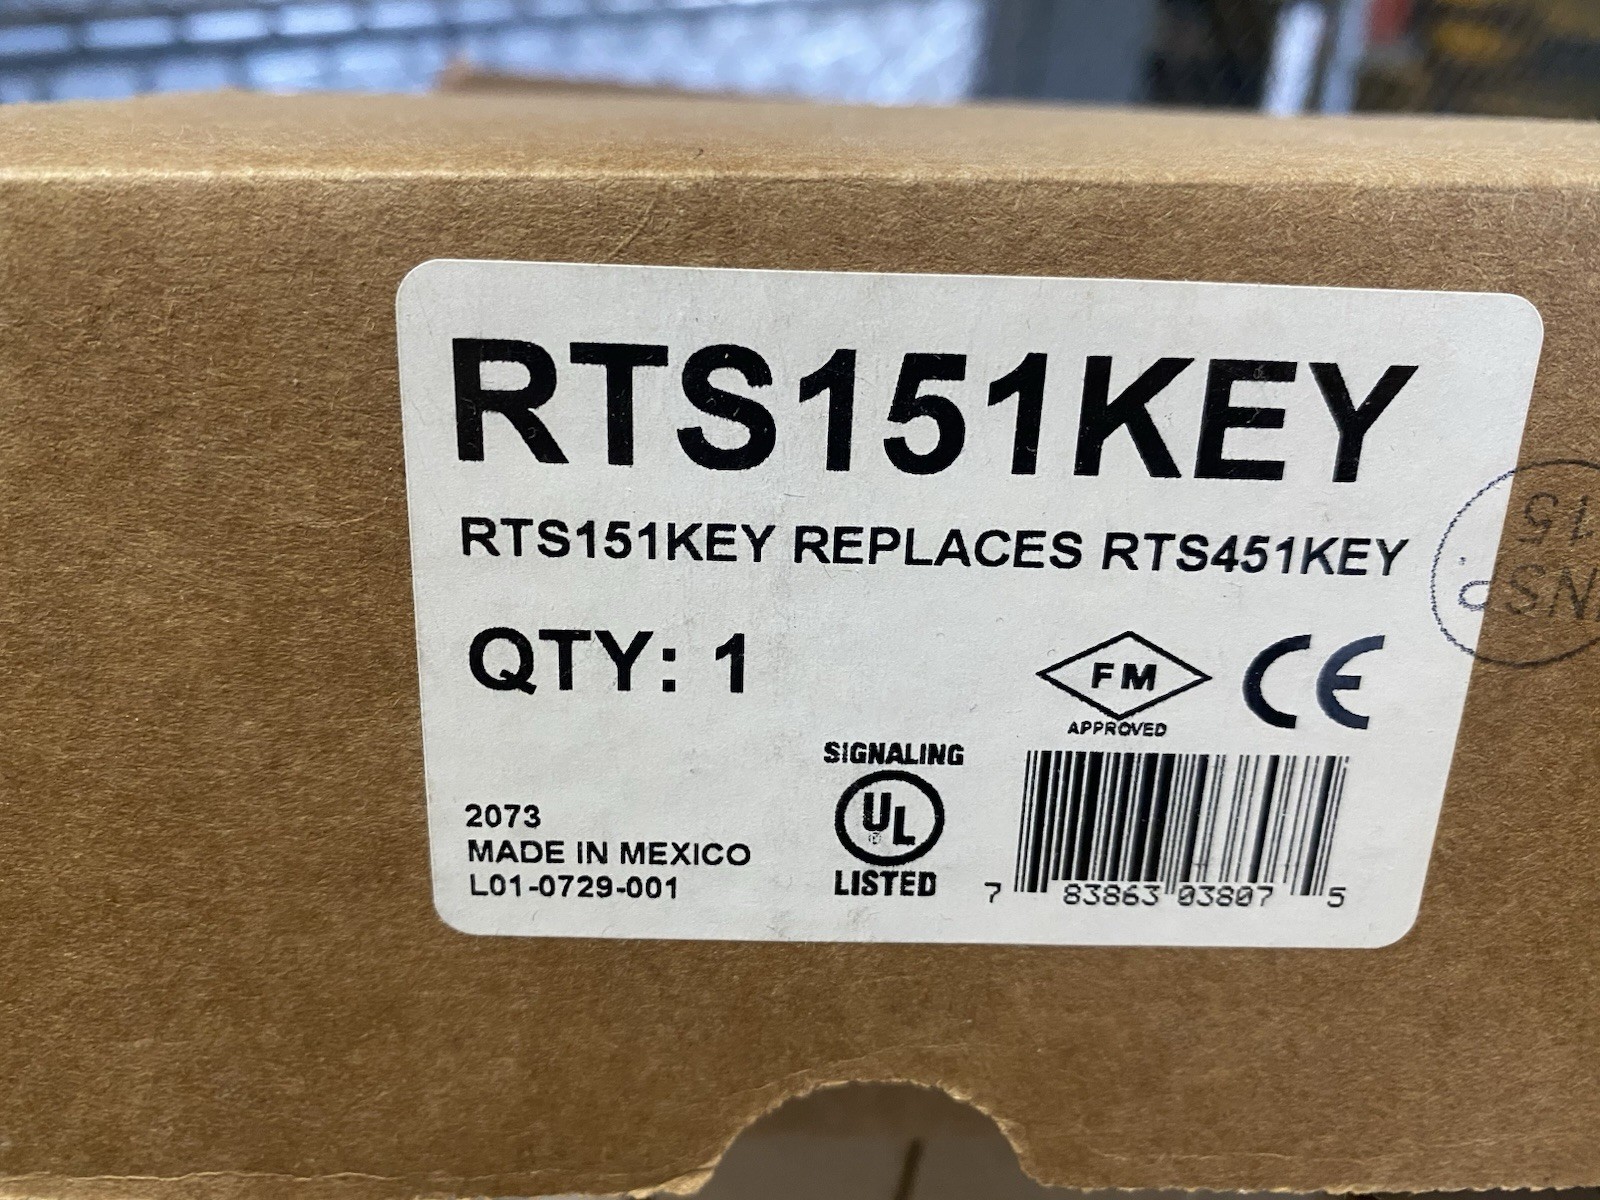 RTS151KEY
RTS151KEY REPLACES RTS451KEY
QTY: 1
FM
APPROVED
CE
SIGNALING
UL
LISTED
2073
MADE IN MEXICO
L01-0729-001
7 83863 03807 5